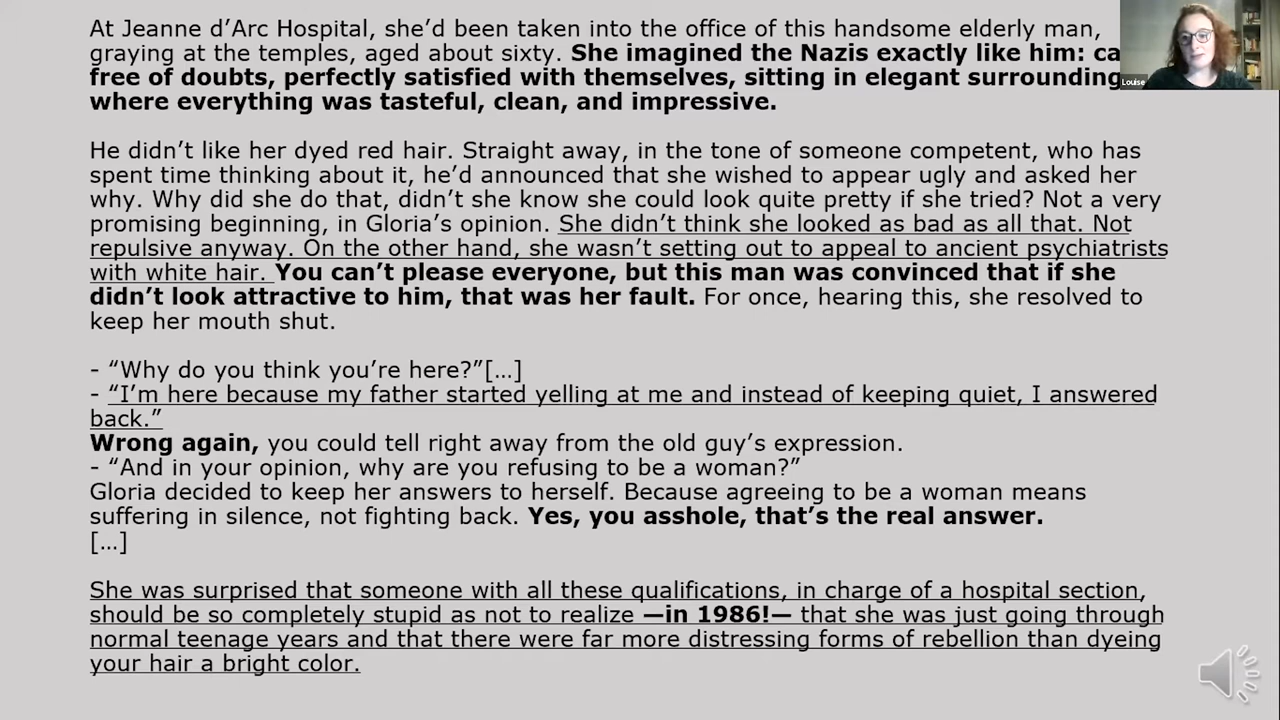 At Jeanne d’Arc Hospital, she’d been taken into the office of this handsome elderly man,
graying at the temples, aged about sixty. She imagined the Nazis exactly like him:
free of doubts, perfectly satisfied with themselves, sitting in elegant
where everything was tasteful, clean, and impressive.
Louise
He didn’t like her dyed red hair. Straight away, in the tone of someone competent, who has
spent time thinking about it, he’d announced that she wished to appear ugly and asked her
why. Why did she do that, didn’t she know she could look quite pretty if she tried? Not a very
promising beginning, in Gloria’s opinion. She didn’t think she looked as bad as all that. Not
repulsive anyway. On the other hand, she wasn’t setting out to appeal to ancient psychiatrists
with white hair. You can’t please everyone, but this man was convinced that if she
didn’t look attractive to him, that was her fault. For once, hearing this, she resolved to
keep her mouth shut.
- “Why do you think you’re here?”[…]
- “I’m here because my father started yelling at me and instead of keeping quiet, I answered
back.”
Wrong again, you could tell right away from the old guy’s expression.
- “And in your opinion, why are you refusing to be a woman?”
Gloria decided to keep her answers to herself. Because agreeing to be a woman means
suffering in silence, not fighting back. Yes, you asshole, that’s the real answer.
[…]
She was surprised that someone with all these qualifications, in charge of a hospital section,
should be so completely stupid as not to realize —in 1986!— that she was just going through
normal teenage years and that there were far more distressing forms of rebellion than dyeing
your hair a bright color.